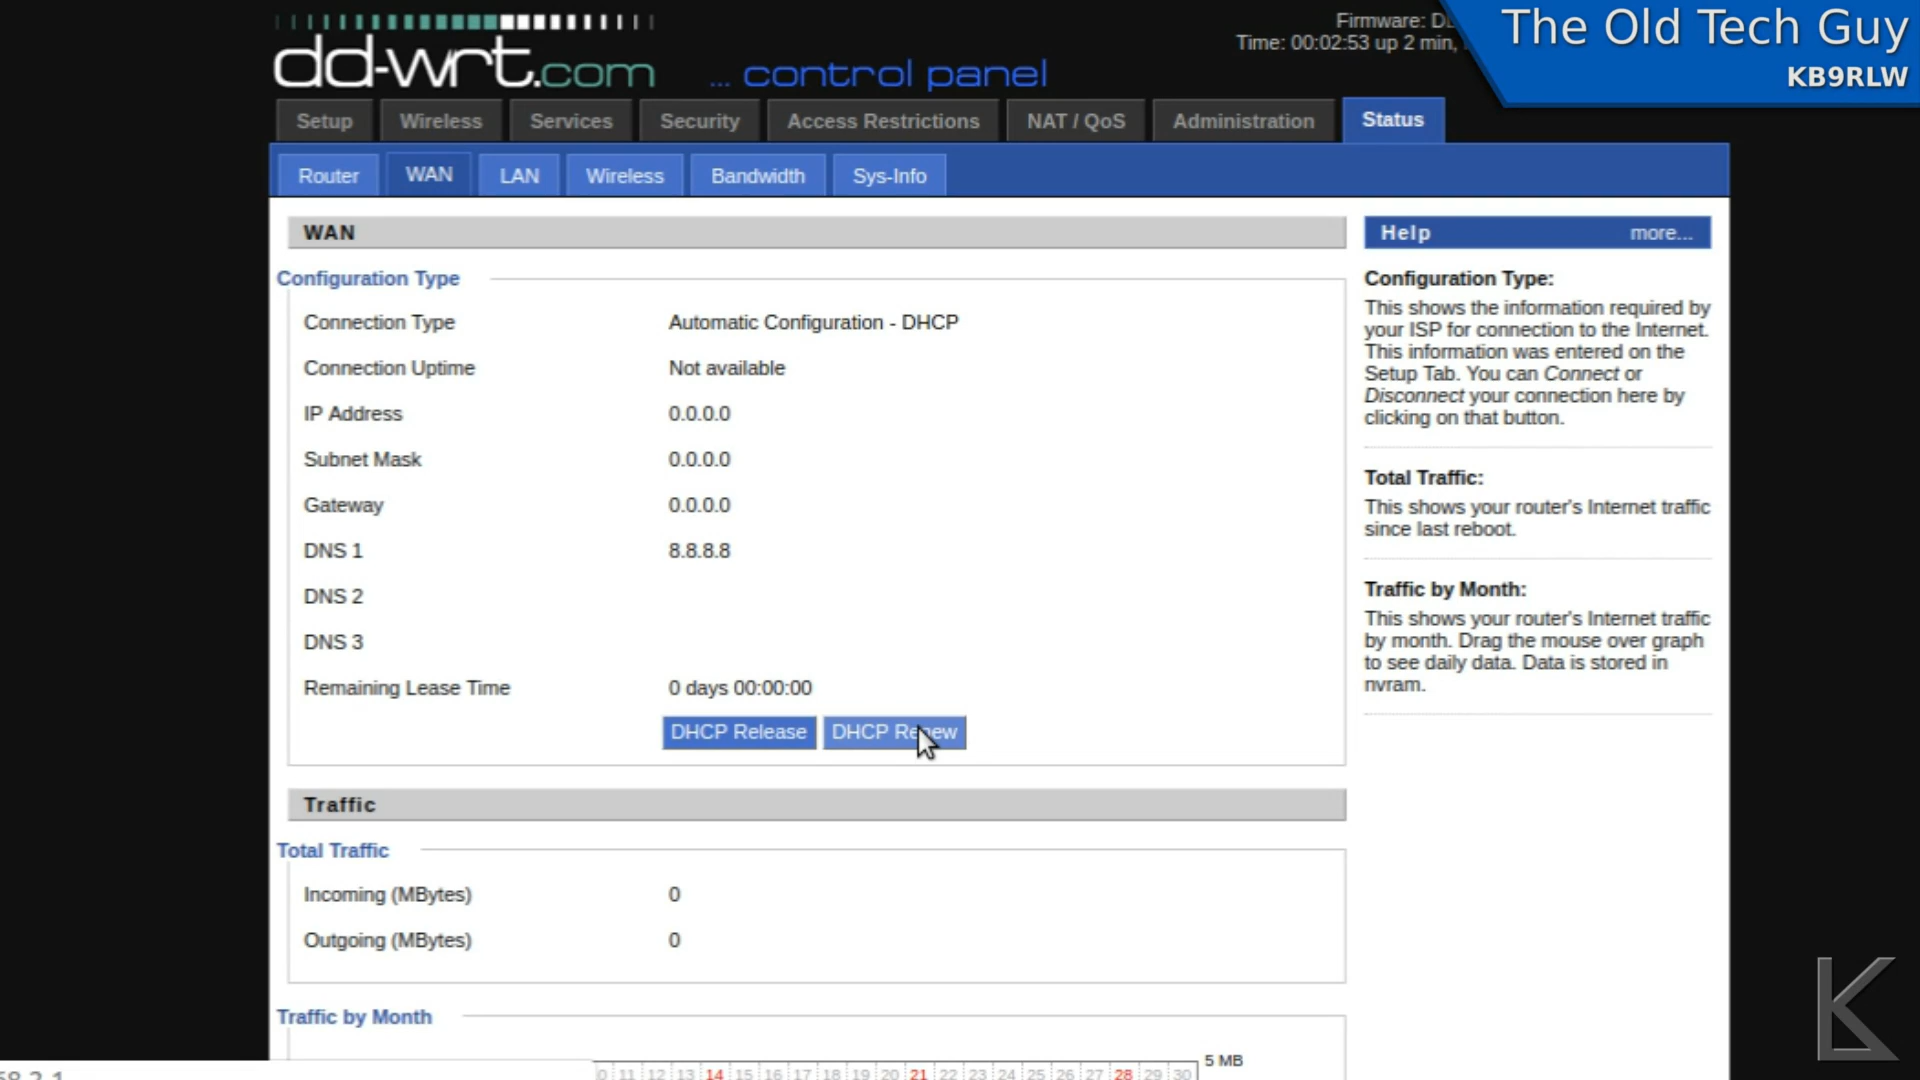 dd-wrt.com ... control panel
Firmware:
Time: 00:02:53 up 2 min,
The Old Tech Guy
KB9RLW
Setup Wireless Services Security Access Restrictions NAT / QoS Administration Status
Router WAN LAN Wireless Bandwidth Sys-Info
WAN
Configuration Type
Connection Type Automatic Configuration - DHCP
Connection Uptime Not available
IP Address 0.0.0.0
Subnet Mask 0.0.0.0
Gateway 0.0.0.0
DNS 1 8.8.8.8
DNS 2
DNS 3
Remaining Lease Time 0 days 00:00:00
DHCP Release DHCP Renew
Traffic
Total Traffic
Incoming (MBytes) 0
Outgoing (MBytes) 0
Traffic by Month
5 MB
11 12 13 14 15 16 17 18 19 20 21 22 23 24 25 26 27 28 29 30
Help more...
Configuration Type:
This shows the information required by
your ISP for connection to the Internet.
This information was entered on the
Setup Tab. You can Connect or
Disconnect your connection here by
clicking on that button.
Total Traffic:
This shows your router's Internet traffic
since last reboot.
Traffic by Month:
This shows your router's Internet traffic
by month. Drag the mouse over graph
to see daily data. Data is stored in
nvram.
K